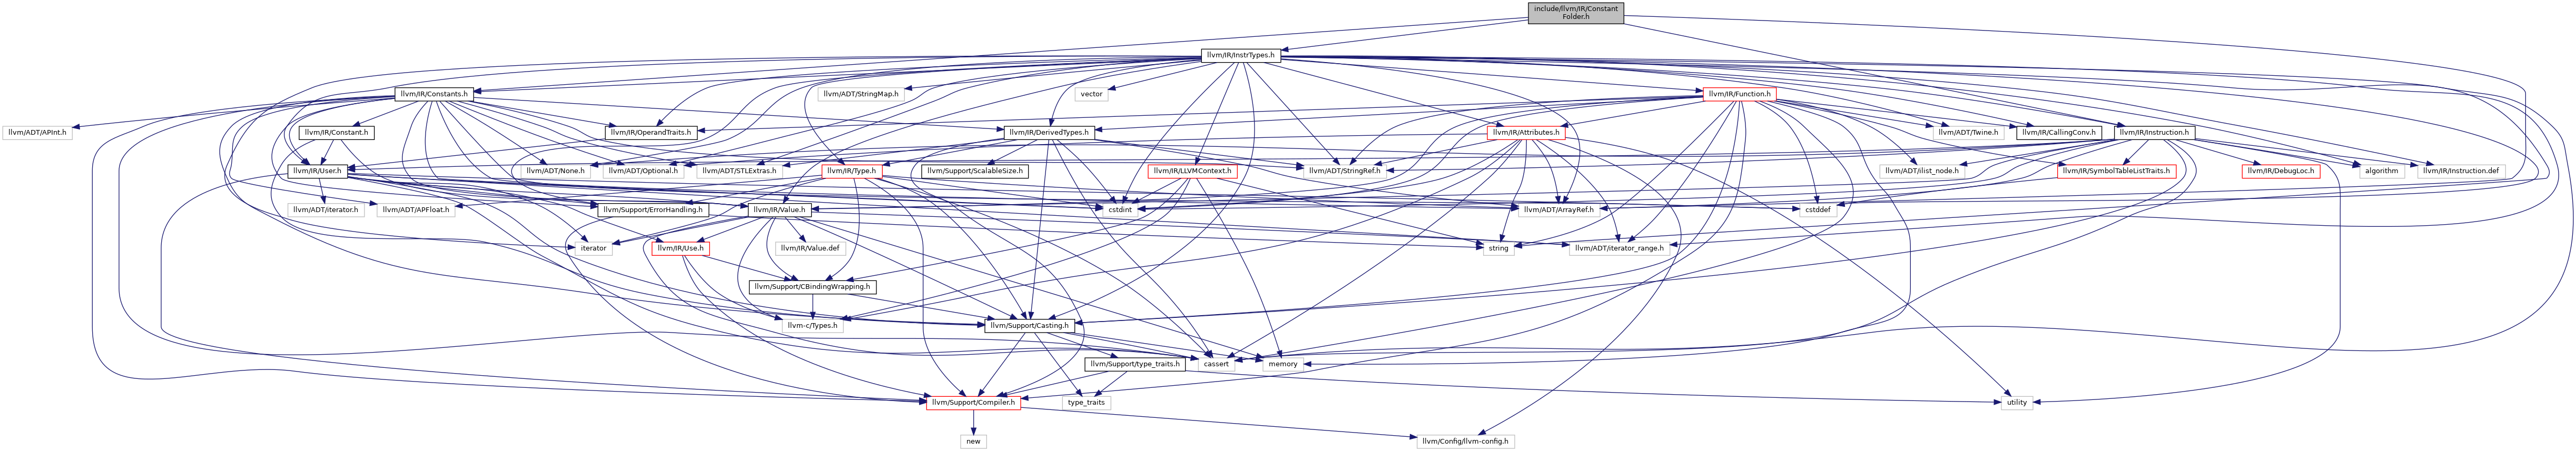 include/llvm/IR/Constant
Folder.h
llvm/IR/InstrTypes.h
llvm/IR/Constants.h
llvm/ADT/StringMap.h
vector
llvm/IR/Function.h
llvm/ADT/APInt.h
llvm/IR/Constant.h
llvm/IR/OperandTraits.h
llvm/IR/DerivedTypes.h
llvm/IR/Attributes.h
llvm/ADT/Twine.h
llvm/IR/CallingConv.h
llvm/IR/Instruction.h
llvm/IR/User.h
llvm/ADT/None.h
llvm/ADT/Optional.h
llvm/ADT/STLExtras.h
llvm/IR/Type.h
llvm/Support/ScalableSize.h
llvm/IR/LLVMContext.h
llvm/ADT/StringRef.h
llvm/ADT/ilist_node.h
llvm/IR/SymbolTableListTraits.h
llvm/IR/DebugLoc.h
algorithm
llvm/IR/Instruction.def
llvm/ADT/iterator.h
llvm/ADT/APFloat.h
llvm/Support/ErrorHandling.h
llvm/IR/Value.h
cstdint
llvm/ADT/ArrayRef.h
cstddef
iterator
llvm/IR/Use.h
llvm/IR/Value.def
string
llvm/ADT/iterator_range.h
llvm/Support/CBindingWrapping.h
llvm-c/Types.h
llvm/Support/Casting.h
llvm/Support/type_traits.h
cassert
memory
llvm/Support/Compiler.h
type_traits
utility
new
llvm/Config/llvm-config.h